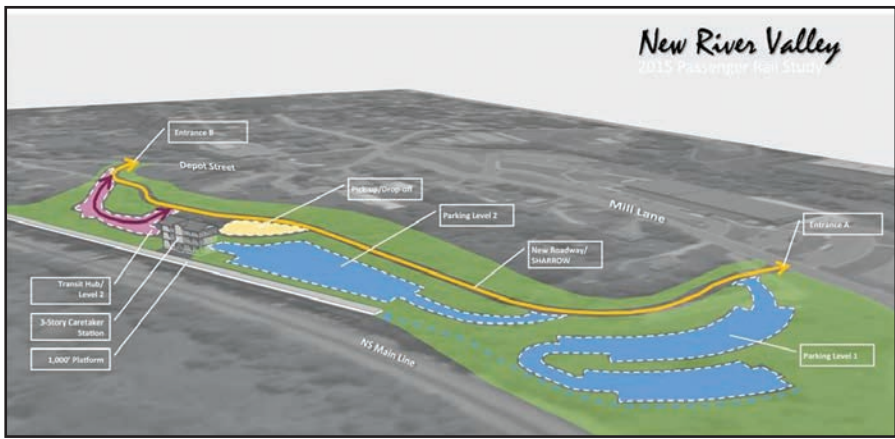 New River Valley
2015 Passenger Rail Study
Entrance B
Depot Street
Pick-up/Drop-off
Parking Level 2
Mill Lane
Entrance A
New Roadway/
SHARROW
Transit Hub/
Level 2
3-Story Caretaker
Station
1,000' Platform
NS Main Line
Parking Level 1